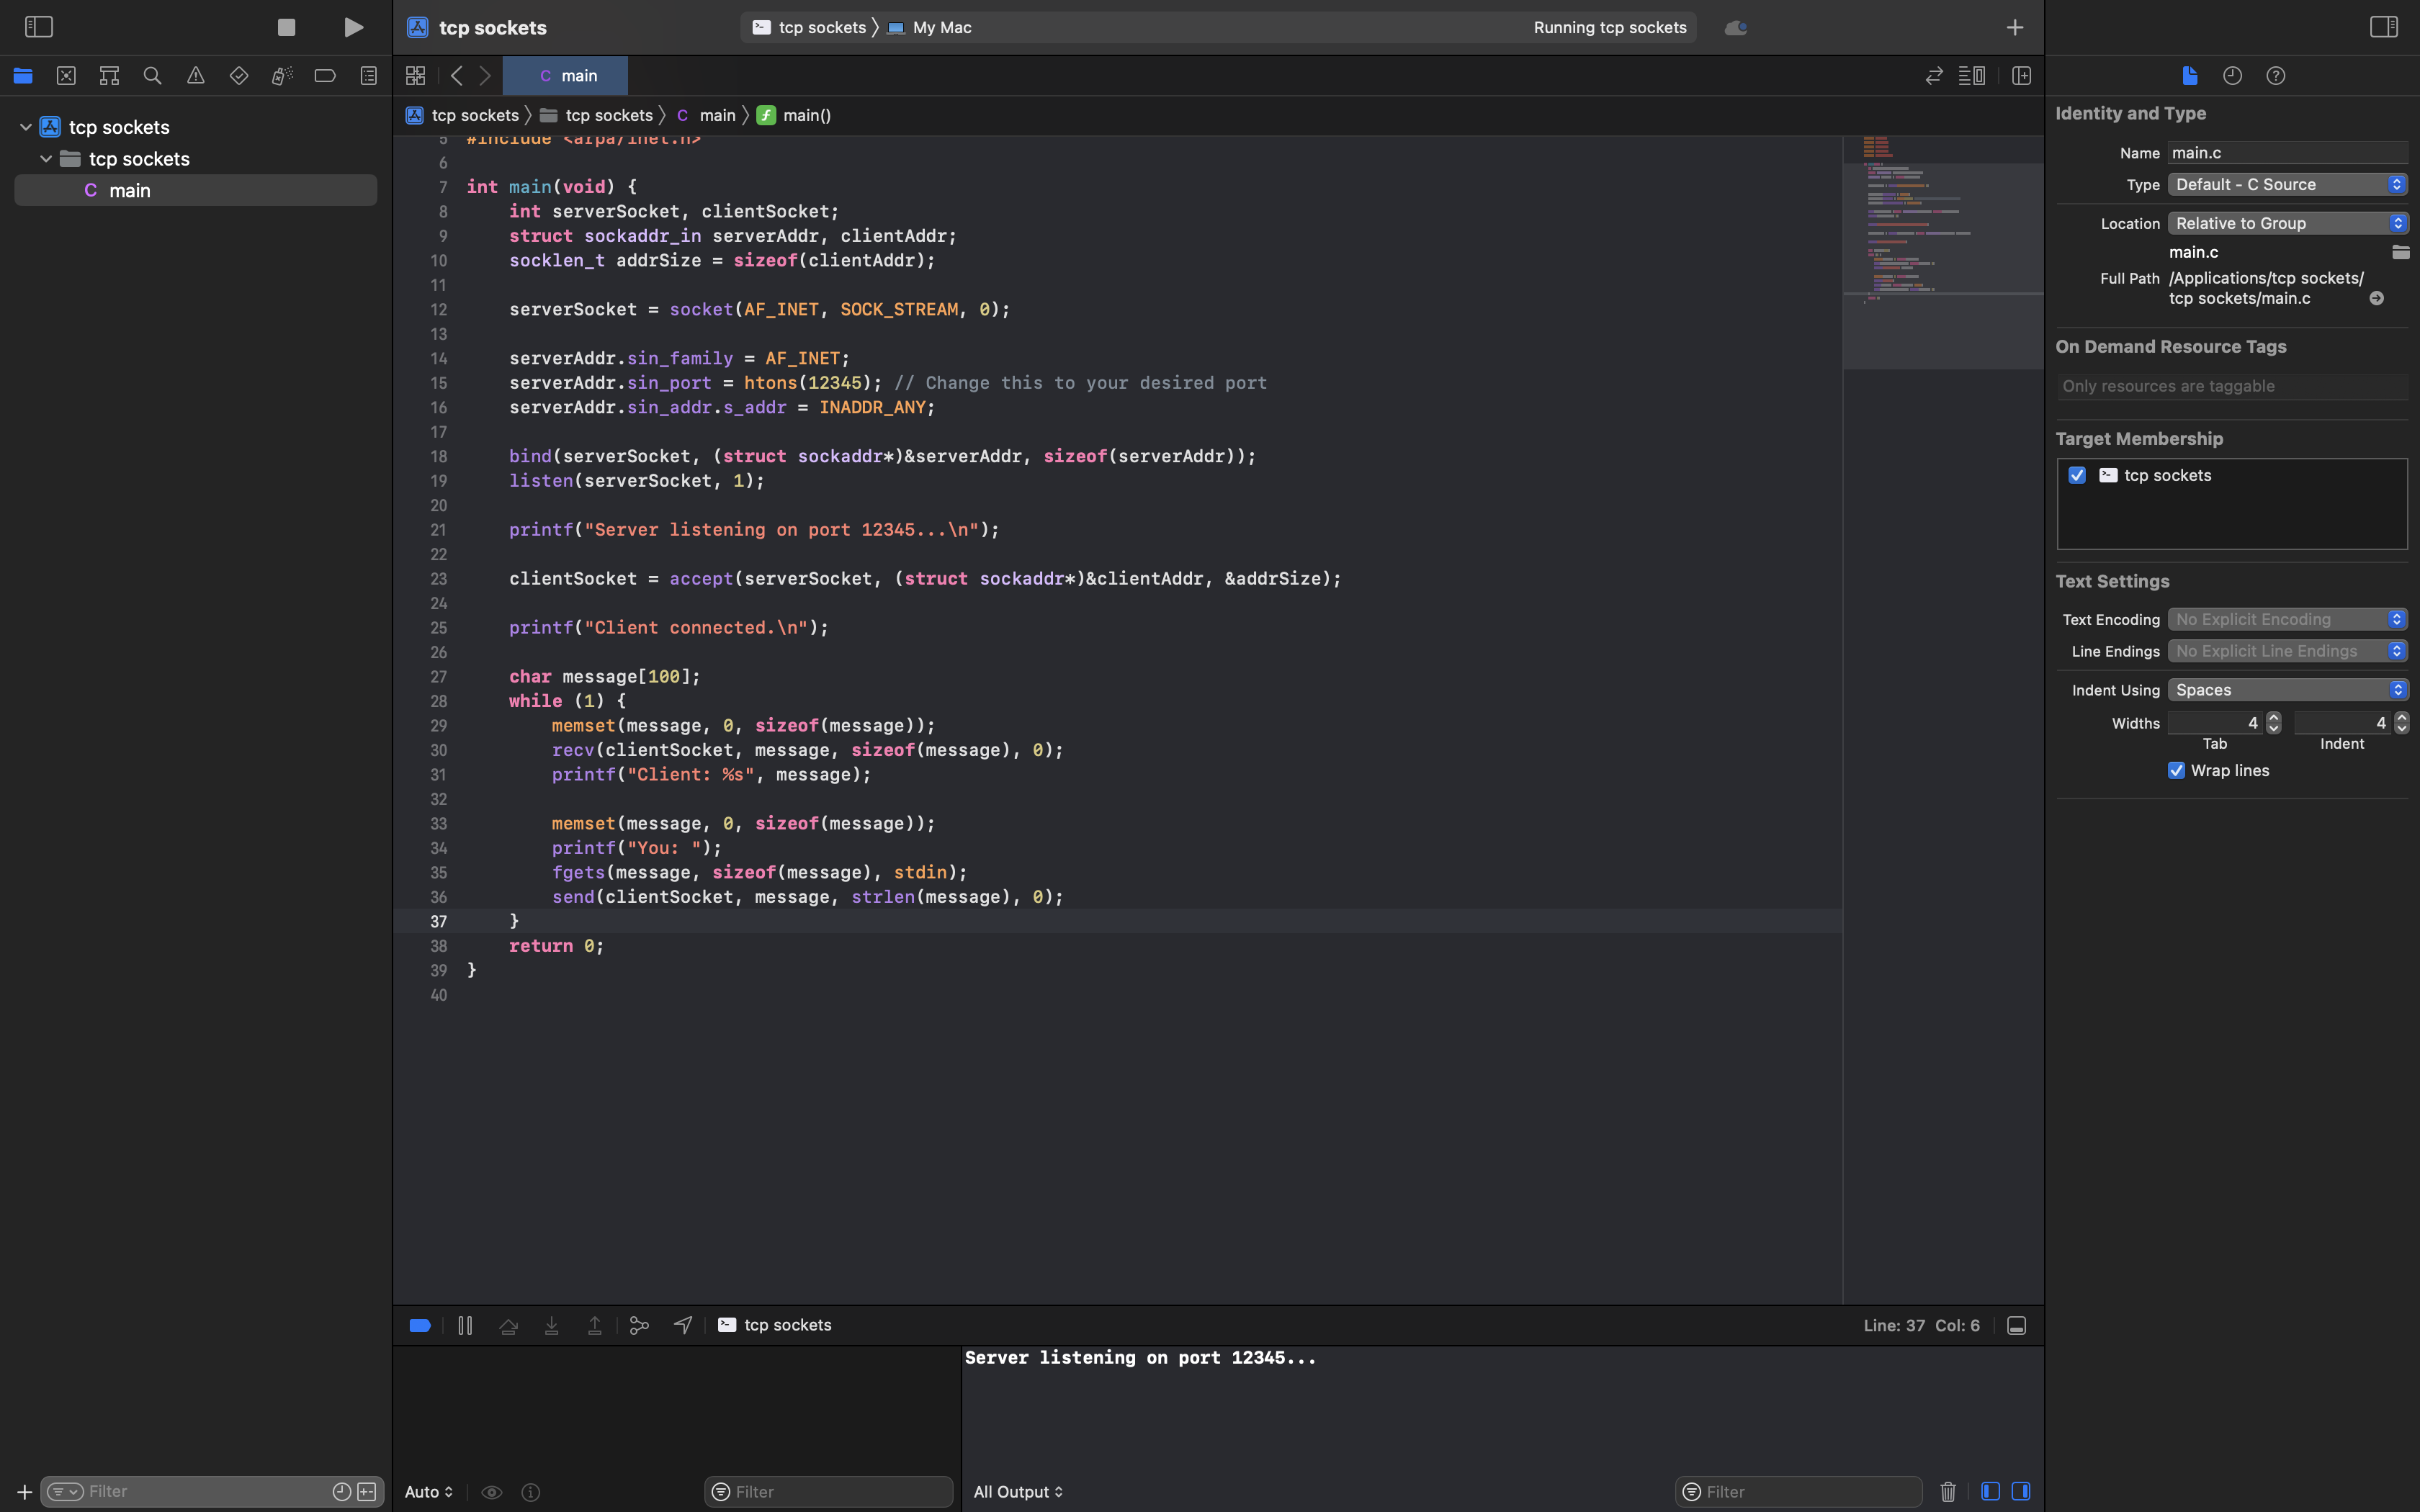 tcp sockets
tcp sockets
My Mac
Running tcp sockets
main
tcp sockets
tcp sockets
main
main()
tcp sockets
tcp sockets
main
5 #include <arpa/inet.h>
6
7 int main(void) {
8     int serverSocket, clientSocket;
9     struct sockaddr_in serverAddr, clientAddr;
10     socklen_t addrSize = sizeof(clientAddr);
11
12     serverSocket = socket(AF_INET, SOCK_STREAM, 0);
13
14     serverAddr.sin_family = AF_INET;
15     serverAddr.sin_port = htons(12345); // Change this to your desired port
16     serverAddr.sin_addr.s_addr = INADDR_ANY;
17
18     bind(serverSocket, (struct sockaddr*)&serverAddr, sizeof(serverAddr));
19     listen(serverSocket, 1);
20
21     printf("Server listening on port 12345...\n");
22
23     clientSocket = accept(serverSocket, (struct sockaddr*)&clientAddr, &addrSize);
24
25     printf("Client connected.\n");
26
27     char message[100];
28     while (1) {
29         memset(message, 0, sizeof(message));
30         recv(clientSocket, message, sizeof(message), 0);
31         printf("Client: %s", message);
32
33         memset(message, 0, sizeof(message));
34         printf("You: ");
35         fgets(message, sizeof(message), stdin);
36         send(clientSocket, message, strlen(message), 0);
37     }
38     return 0;
39 }
40
tcp sockets
Line: 37 Col: 6
Server listening on port 12345...
Filter
Auto
Filter
All Output
Filter
Identity and Type
Name main.c
Type Default - C Source
Location Relative to Group
main.c
Full Path /Applications/tcp sockets/
tcp sockets/main.c
On Demand Resource Tags
Only resources are taggable
Target Membership
tcp sockets
Text Settings
Text Encoding No Explicit Encoding
Line Endings No Explicit Line Endings
Indent Using Spaces
Widths 4 4
Tab Indent
Wrap lines